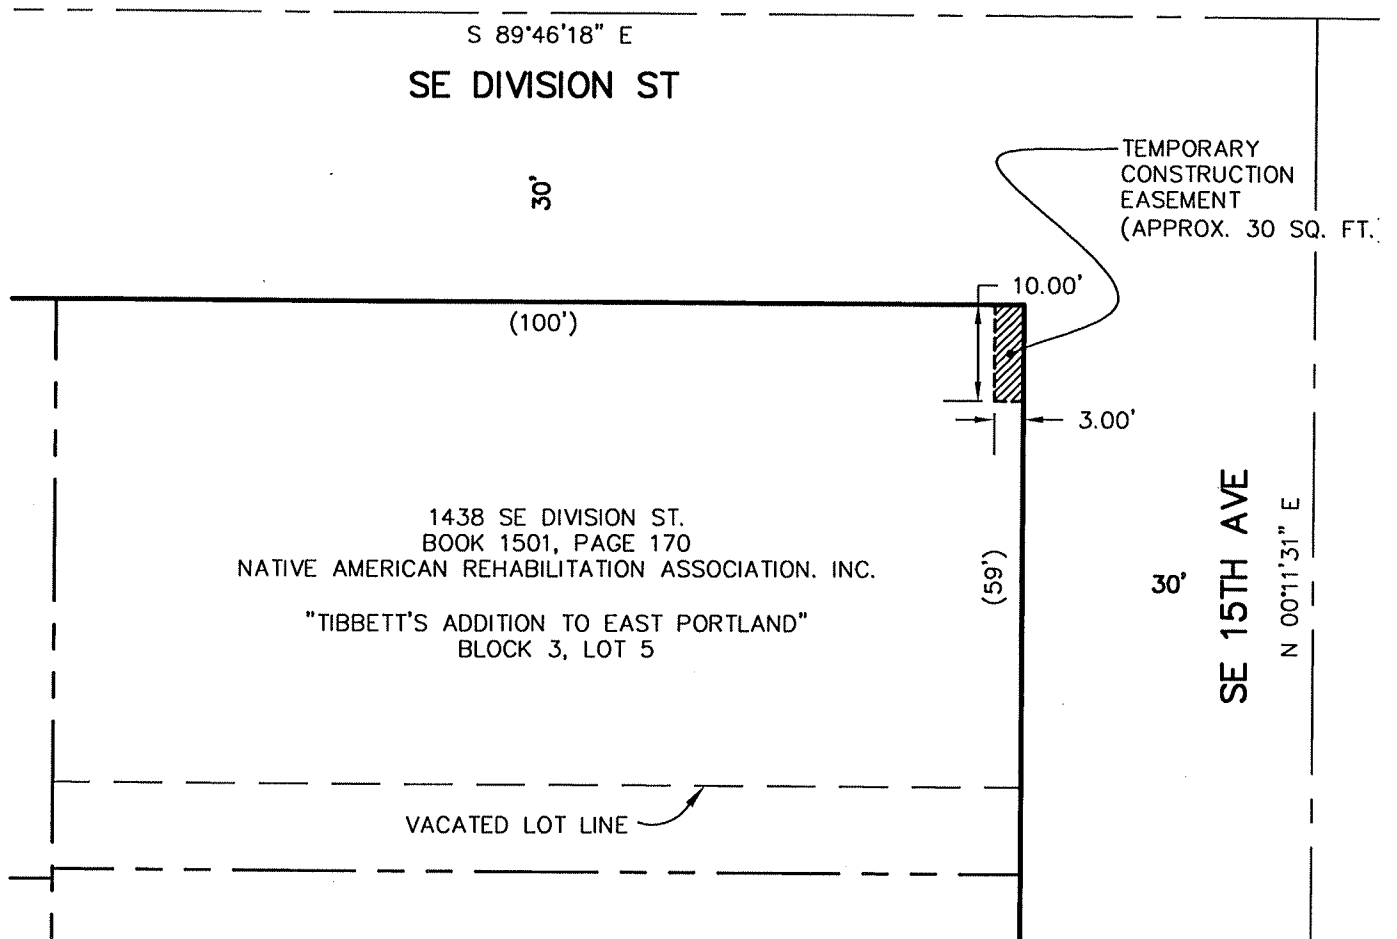 S 89°46'18" E
SE DIVISION ST
30'
TEMPORARY
CONSTRUCTION
EASEMENT
(APPROX. 30 SQ. FT.)
10.00'
(100')
3.00'
1438 SE DIVISION ST.
BOOK 1501, PAGE 170
NATIVE AMERICAN REHABILITATION ASSOCIATION. INC.
"TIBBETT'S ADDITION TO EAST PORTLAND"
BLOCK 3, LOT 5
(59')
30'
SE 15TH AVE
N 00°11'31" E
VACATED LOT LINE